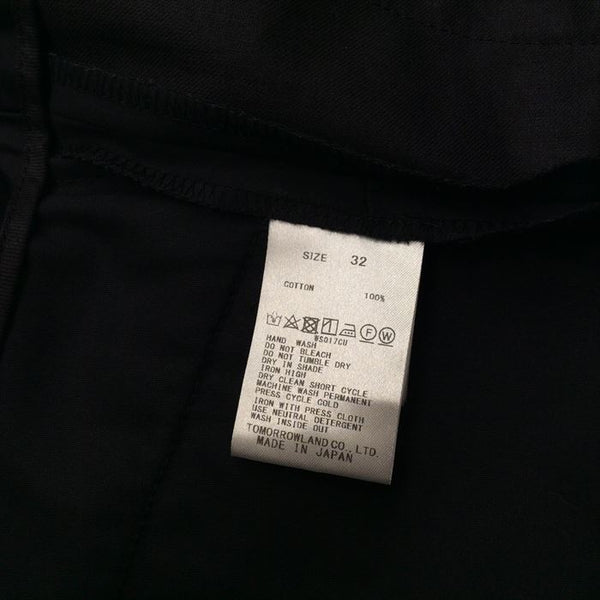 SIZE 32
COTTON 100%
WS017CU
HAND WASH
DO NOT BLEACH
DO NOT TUMBLE DRY
DRY IN SHADE
IRON HIGH
DRY CLEAN SHORT CYCLE
MACHINE WASH PERMANENT
PRESS CYCLE COLD
IRON WITH PRESS CLOTH
USE NEUTRAL DETERGENT
WASH INSIDE OUT
TOMORROWLAND CO., LTD.
MADE IN JAPAN